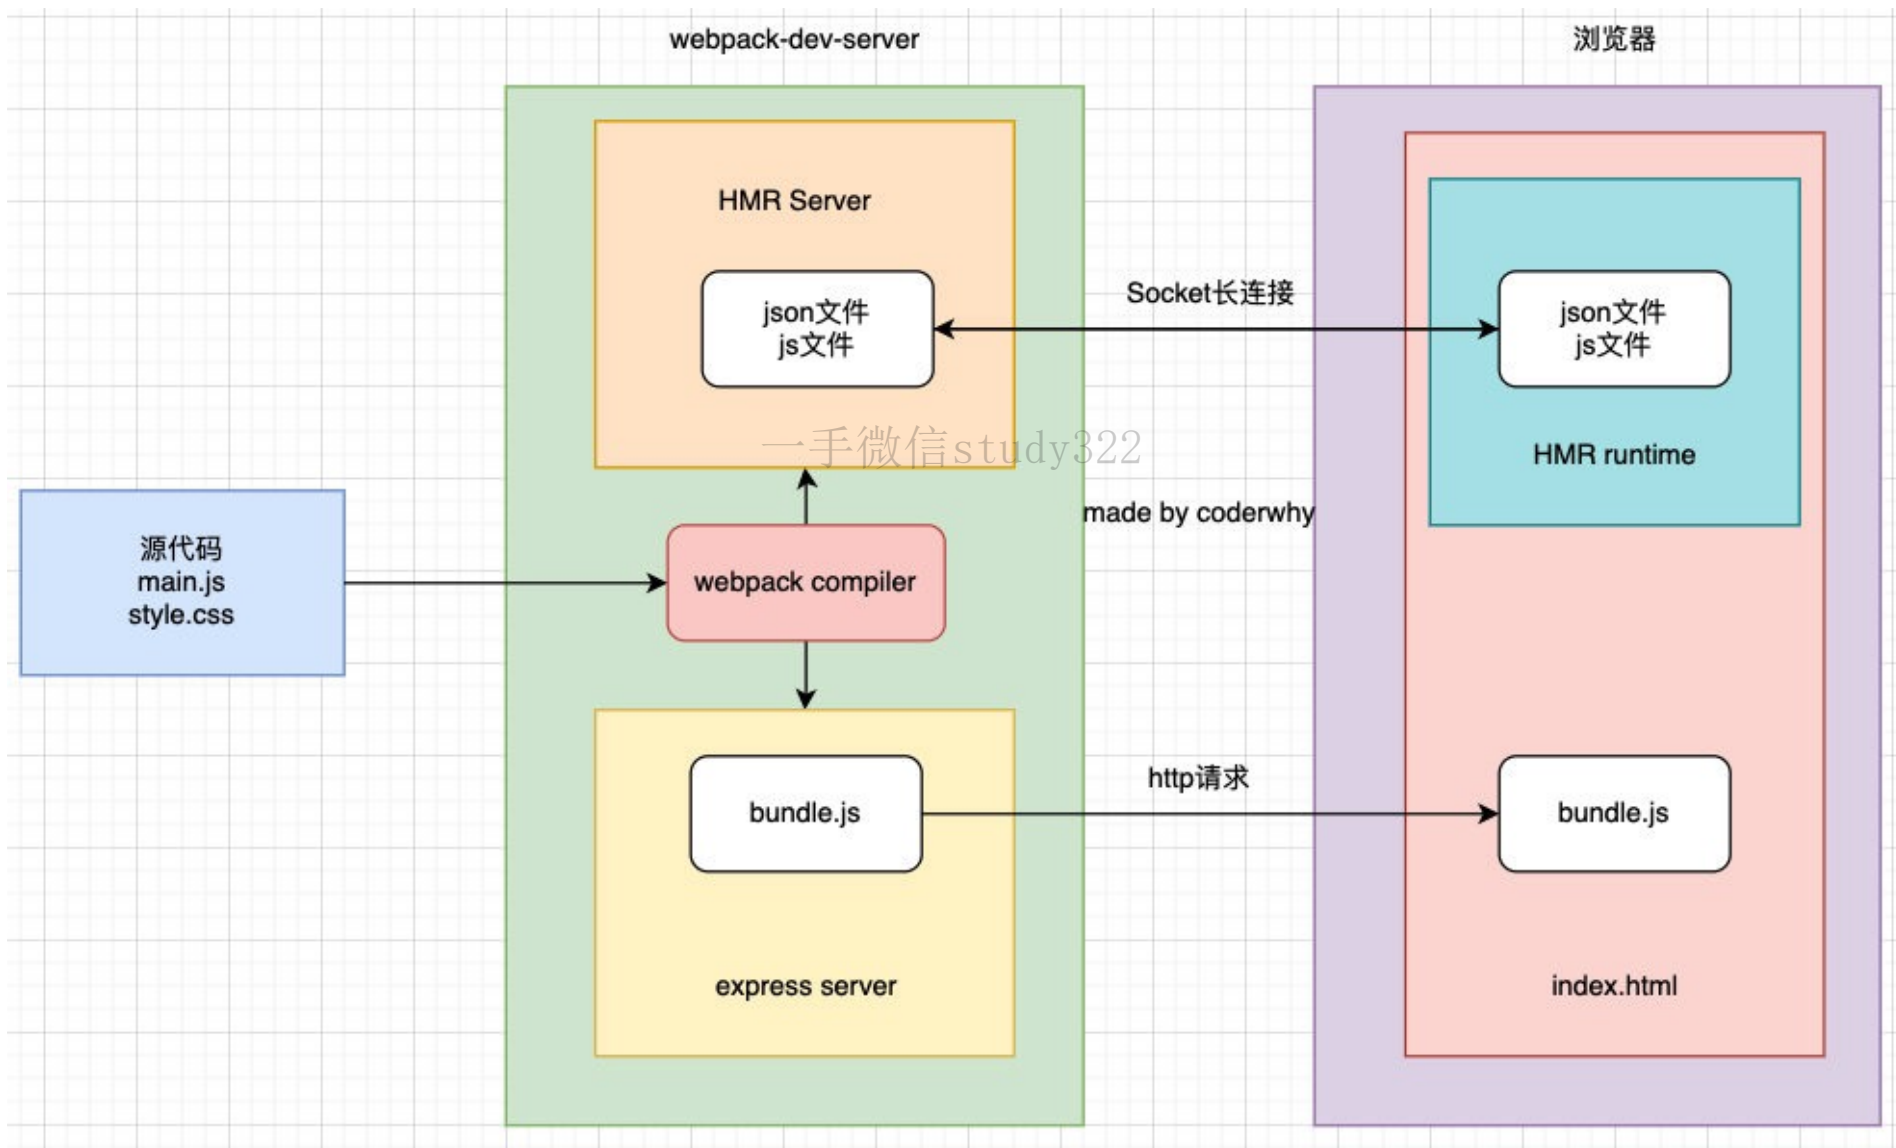 webpack-dev-server
浏览器
HMR Server
json文件
js文件
Socket长连接
json文件
js文件
HMR runtime
一手微信study322
made by coderwhy
源代码
main.js
style.css
webpack compiler
http请求
bundle.js
bundle.js
express server
index.html